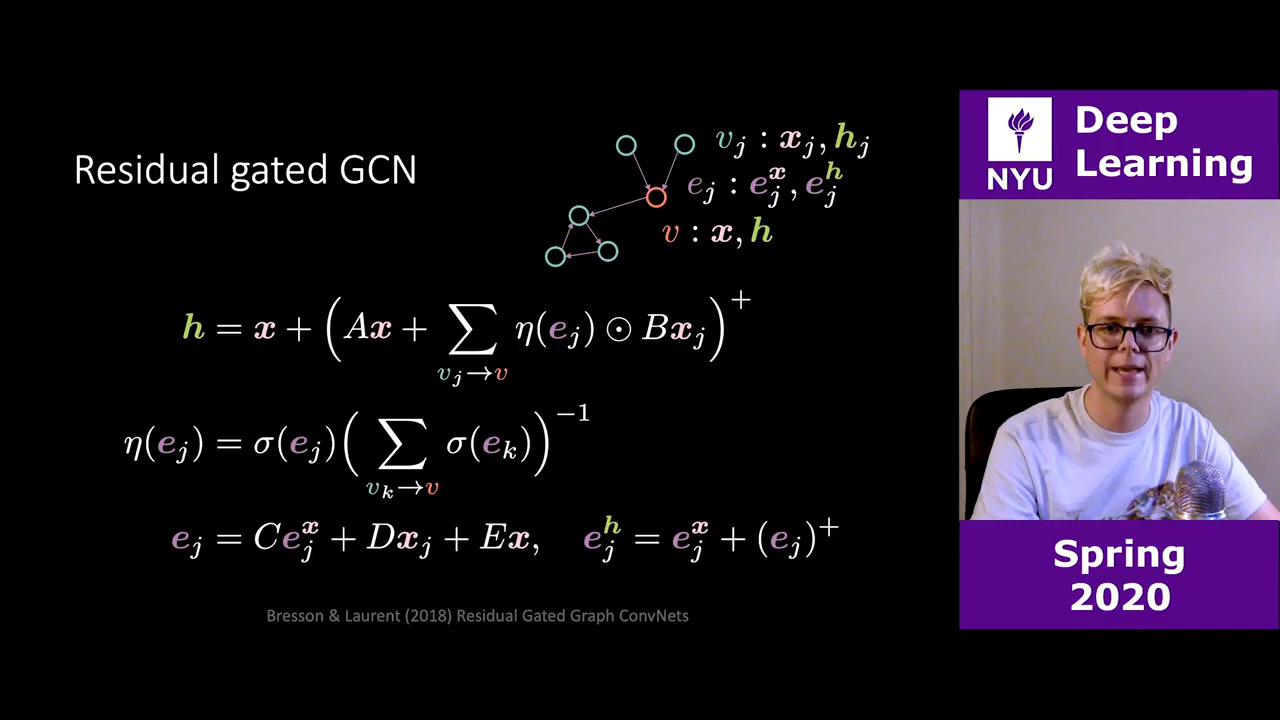 Residual gated GCN
v_j : x_j, h_j
e_j : e_j^x, e_j^h
v : x, h
h = x + (Ax + ∑_{v_j→v} η(e_j) ⊙ Bx_j)^+
η(e_j) = σ(e_j)(∑_{v_k→v} σ(e_k))^{-1}
e_j = Ce_j^x + Dx_j + Ex, e_j^h = e_j^x + (e_j)^+
Bresson & Laurent (2018) Residual Gated Graph ConvNets
NYU
Deep
Learning
Spring
2020